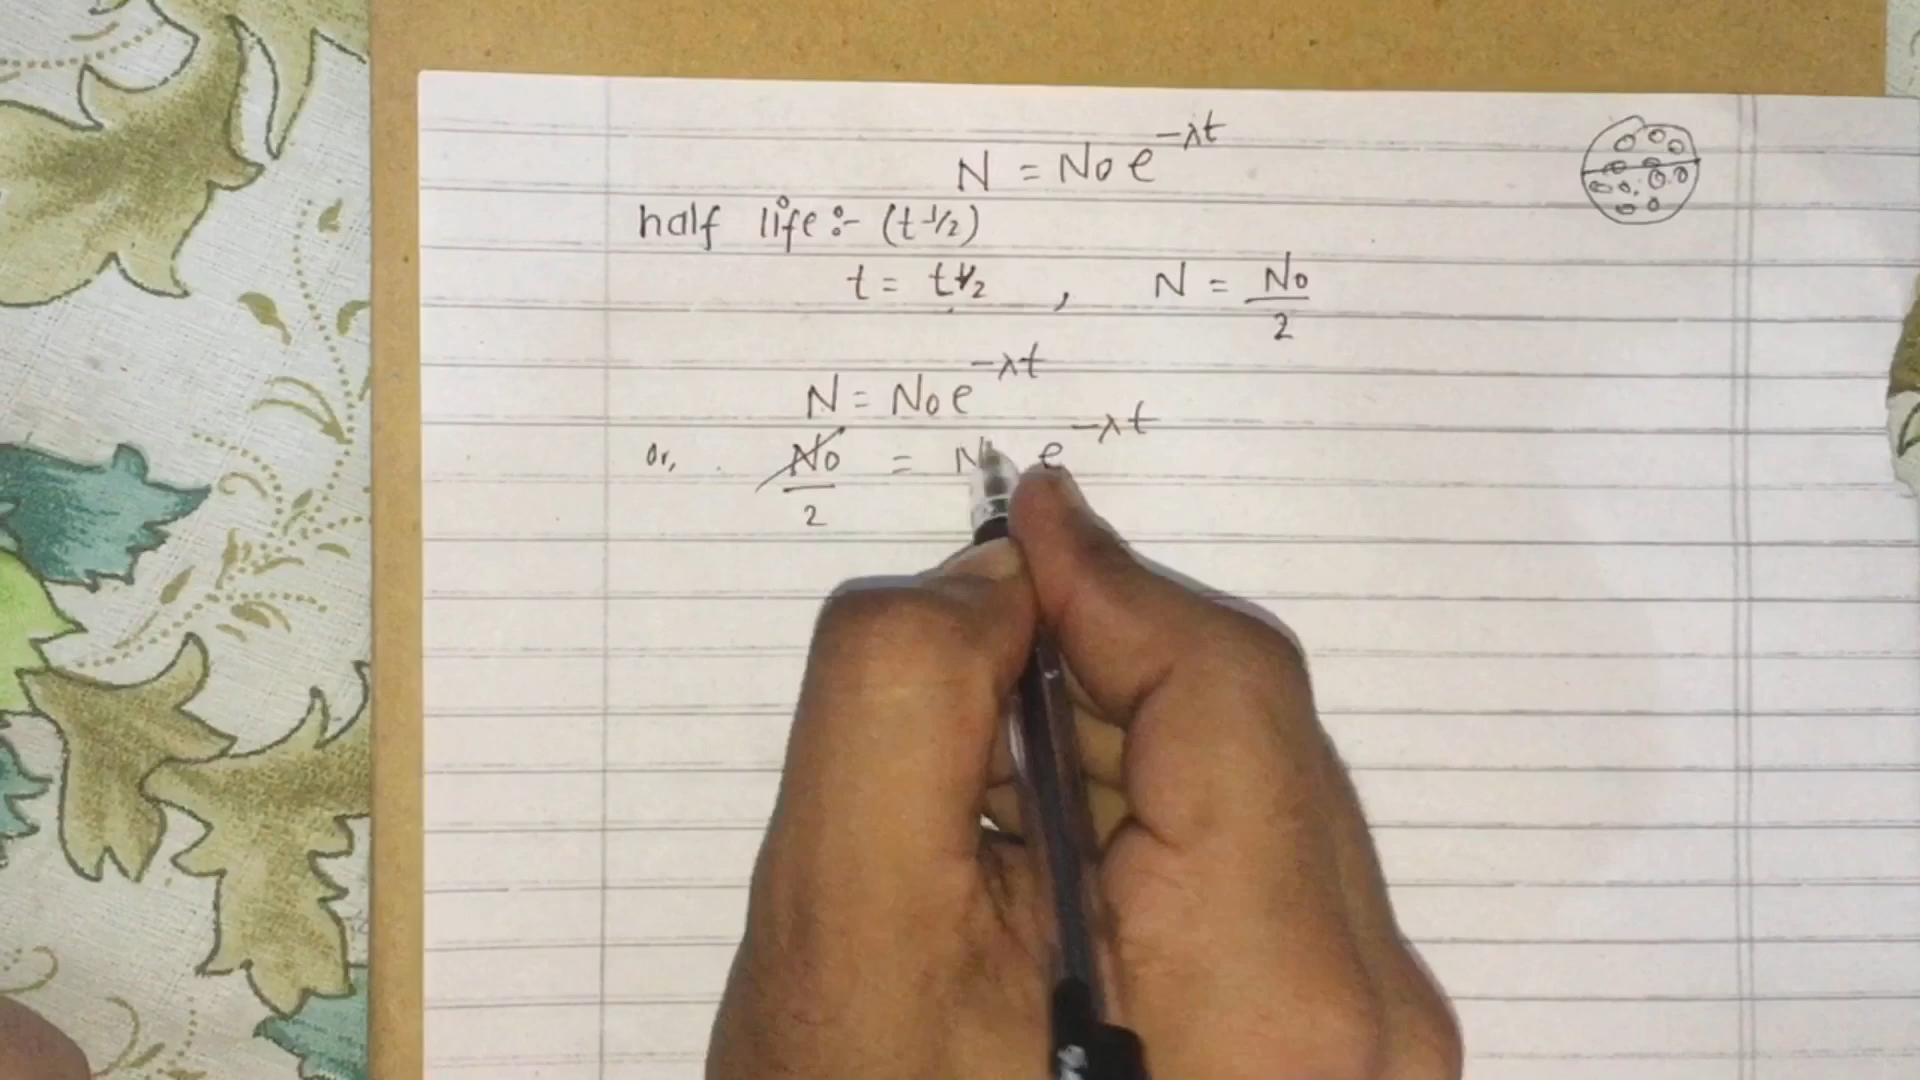 N = N₀ e^{-λt}
half life :- (t 1/2)
t = t 1/2 , N = N₀/2
N = N₀ e^{-λt}
Or, N₀/2 = N e^{-λt}